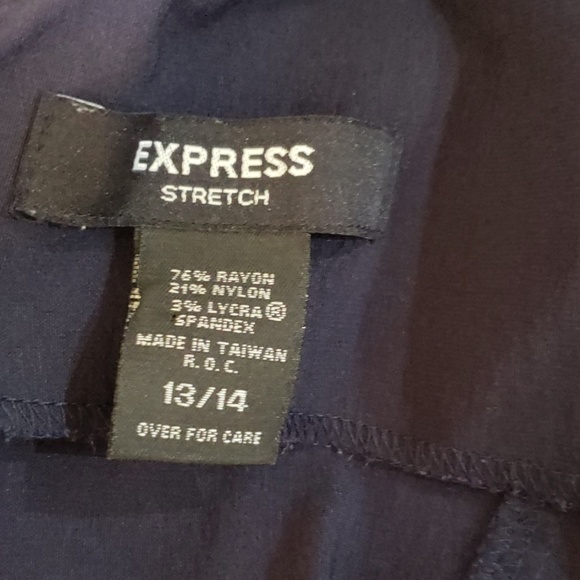 EXPRESS
STRETCH
76% RAYON
21% NYLON
3% LYCRA®
SPANDEX
MADE IN TAIWAN
R.O.C.
13/14
OVER FOR CARE